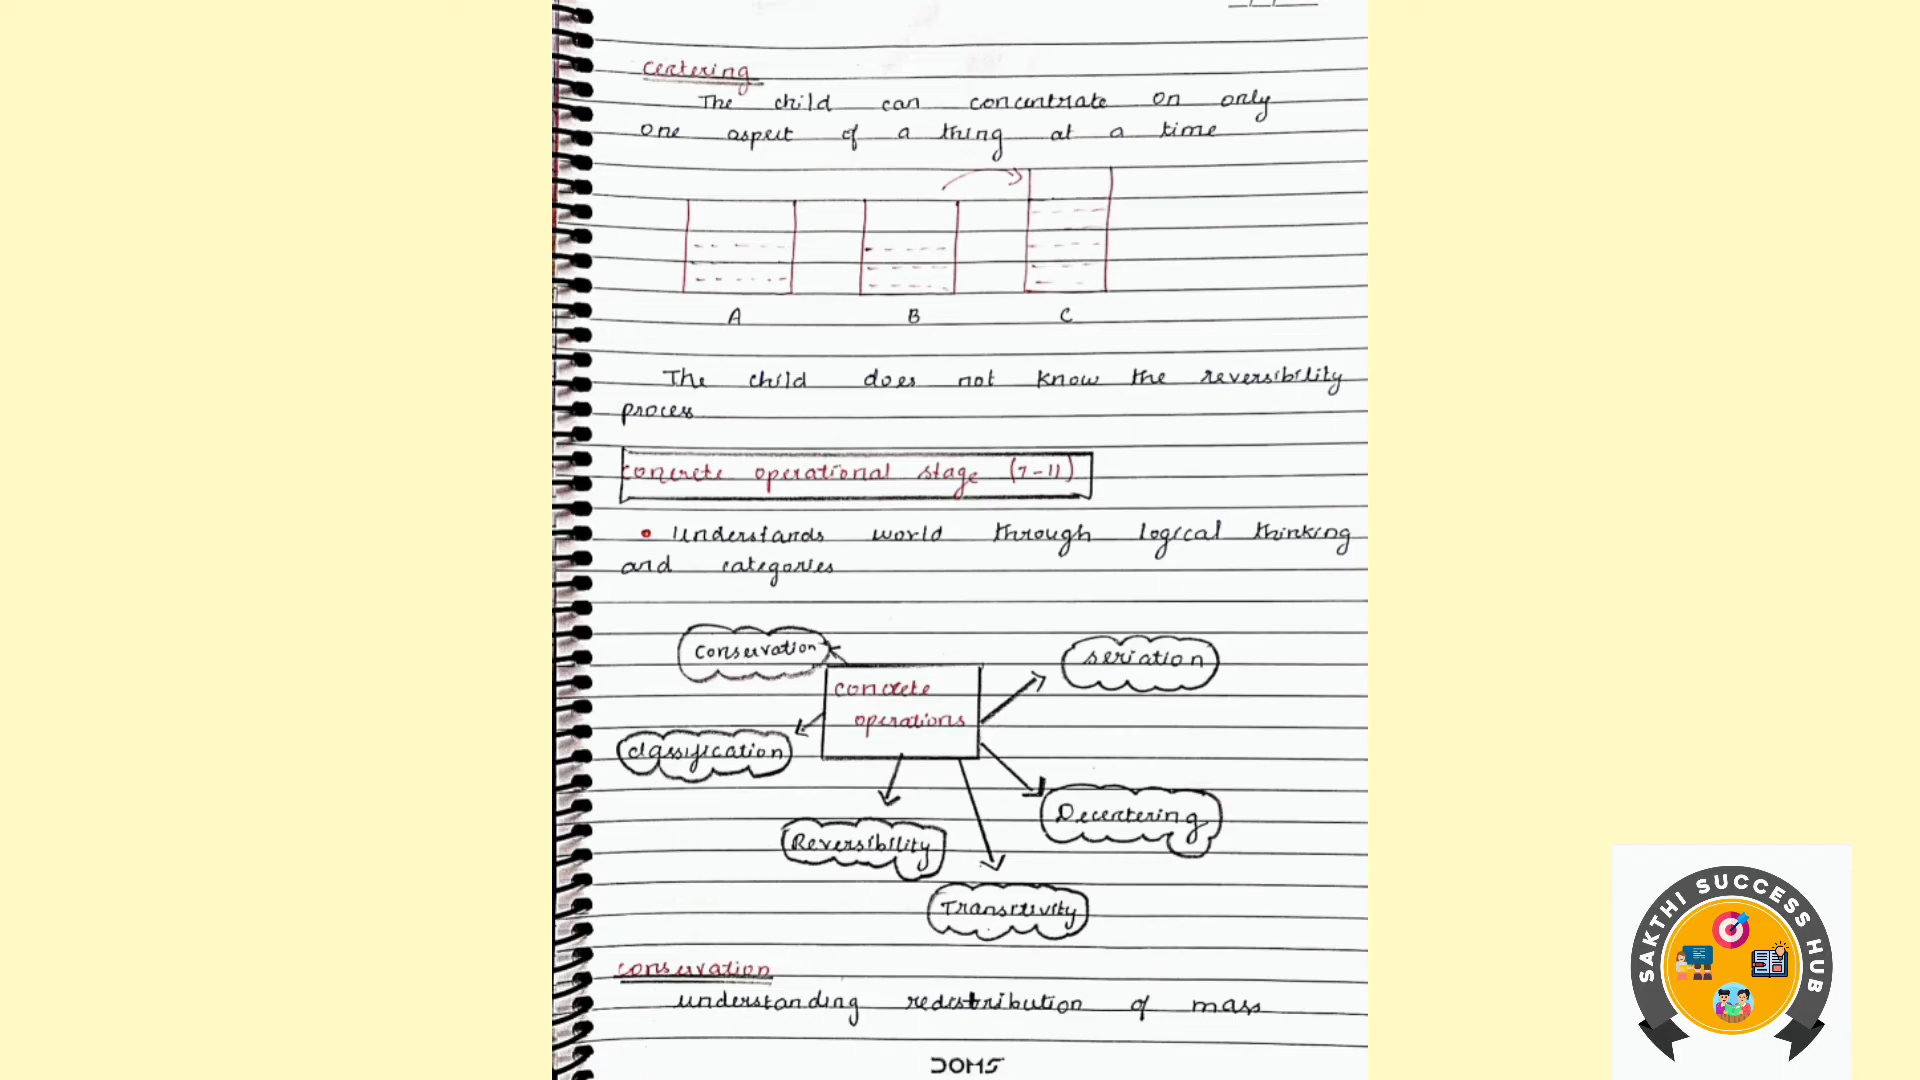 centering
The child can concentrate on only
one aspect of a thing at a time
A B C
The child does not know the reversibility
process
concrete operational stage (7-11)
• Understands world through logical thinking
and categories
Conservation
seriation
concrete
operations
classification
Decentering
Reversibility
Transitivity
conservation
understanding redistribution of mass
DOMS
SAKTHI SUCCESS HUB